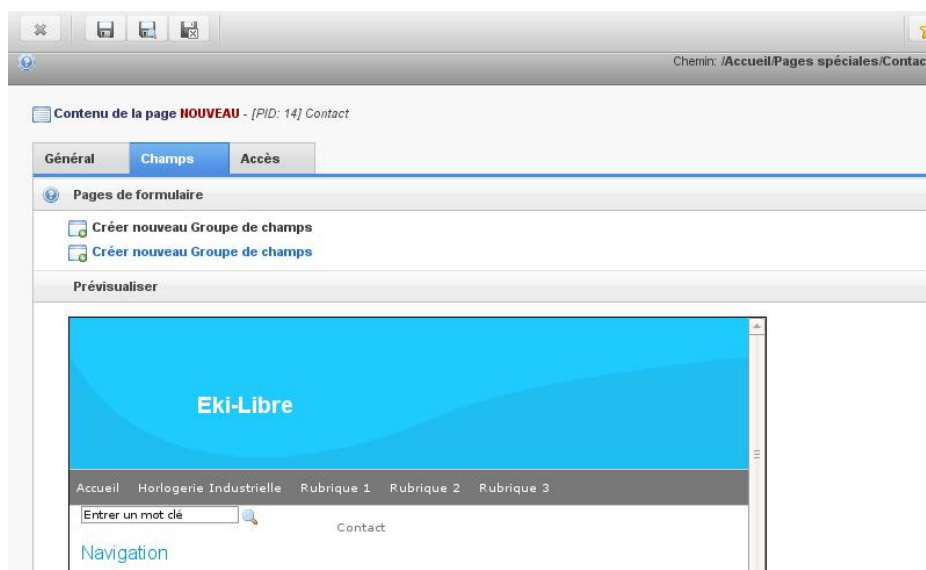 Chemin: /Accueil/Pages spéciales/Contac
Contenu de la page NOUVEAU - [PID: 14] Contact
Général Champs Accès
Pages de formulaire
Créer nouveau Groupe de champs
Créer nouveau Groupe de champs
Prévisualiser
Eki-Libre
Accueil Horlogerie Industrielle Rubrique 1 Rubrique 2 Rubrique 3
Entrer un mot clé
Contact
Navigation